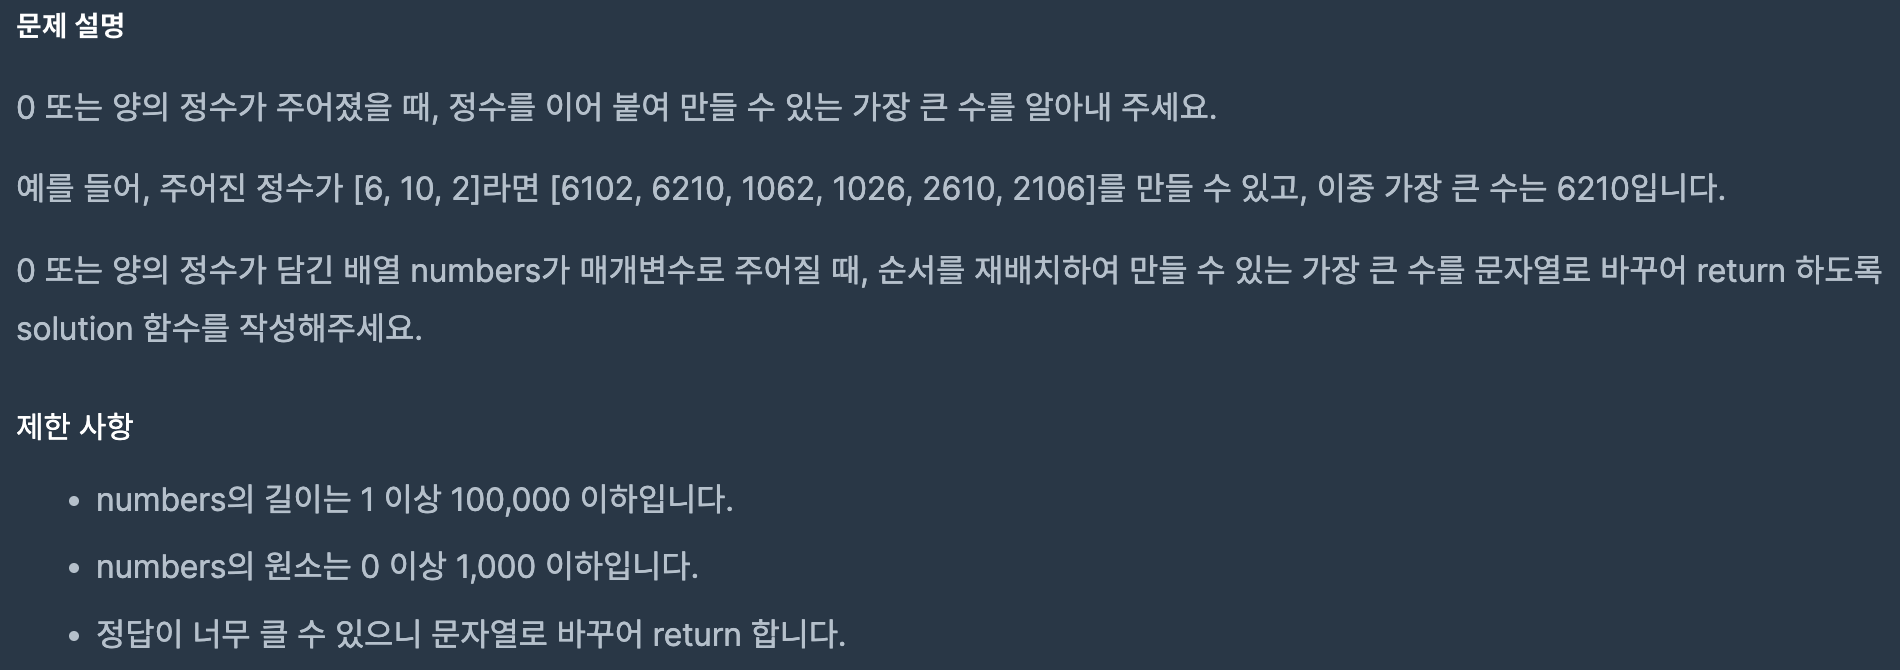 문제 설명
0 또는 양의 정수가 주어졌을 때, 정수를 이어 붙여 만들 수 있는 가장 큰 수를 알아내 주세요.
예를 들어, 주어진 정수가 [6, 10, 2]라면 [6102, 6210, 1062, 1026, 2610, 2106]를 만들 수 있고, 이중 가장 큰 수는 6210입니다.
0 또는 양의 정수가 담긴 배열 numbers가 매개변수로 주어질 때, 순서를 재배치하여 만들 수 있는 가장 큰 수를 문자열로 바꾸어 return 하도록
solution 함수를 작성해주세요.
제한 사항
• numbers의 길이는 1 이상 100,000 이하입니다.
• numbers의 원소는 0 이상 1,000 이하입니다.
• 정답이 너무 클 수 있으니 문자열로 바꾸어 return 합니다.